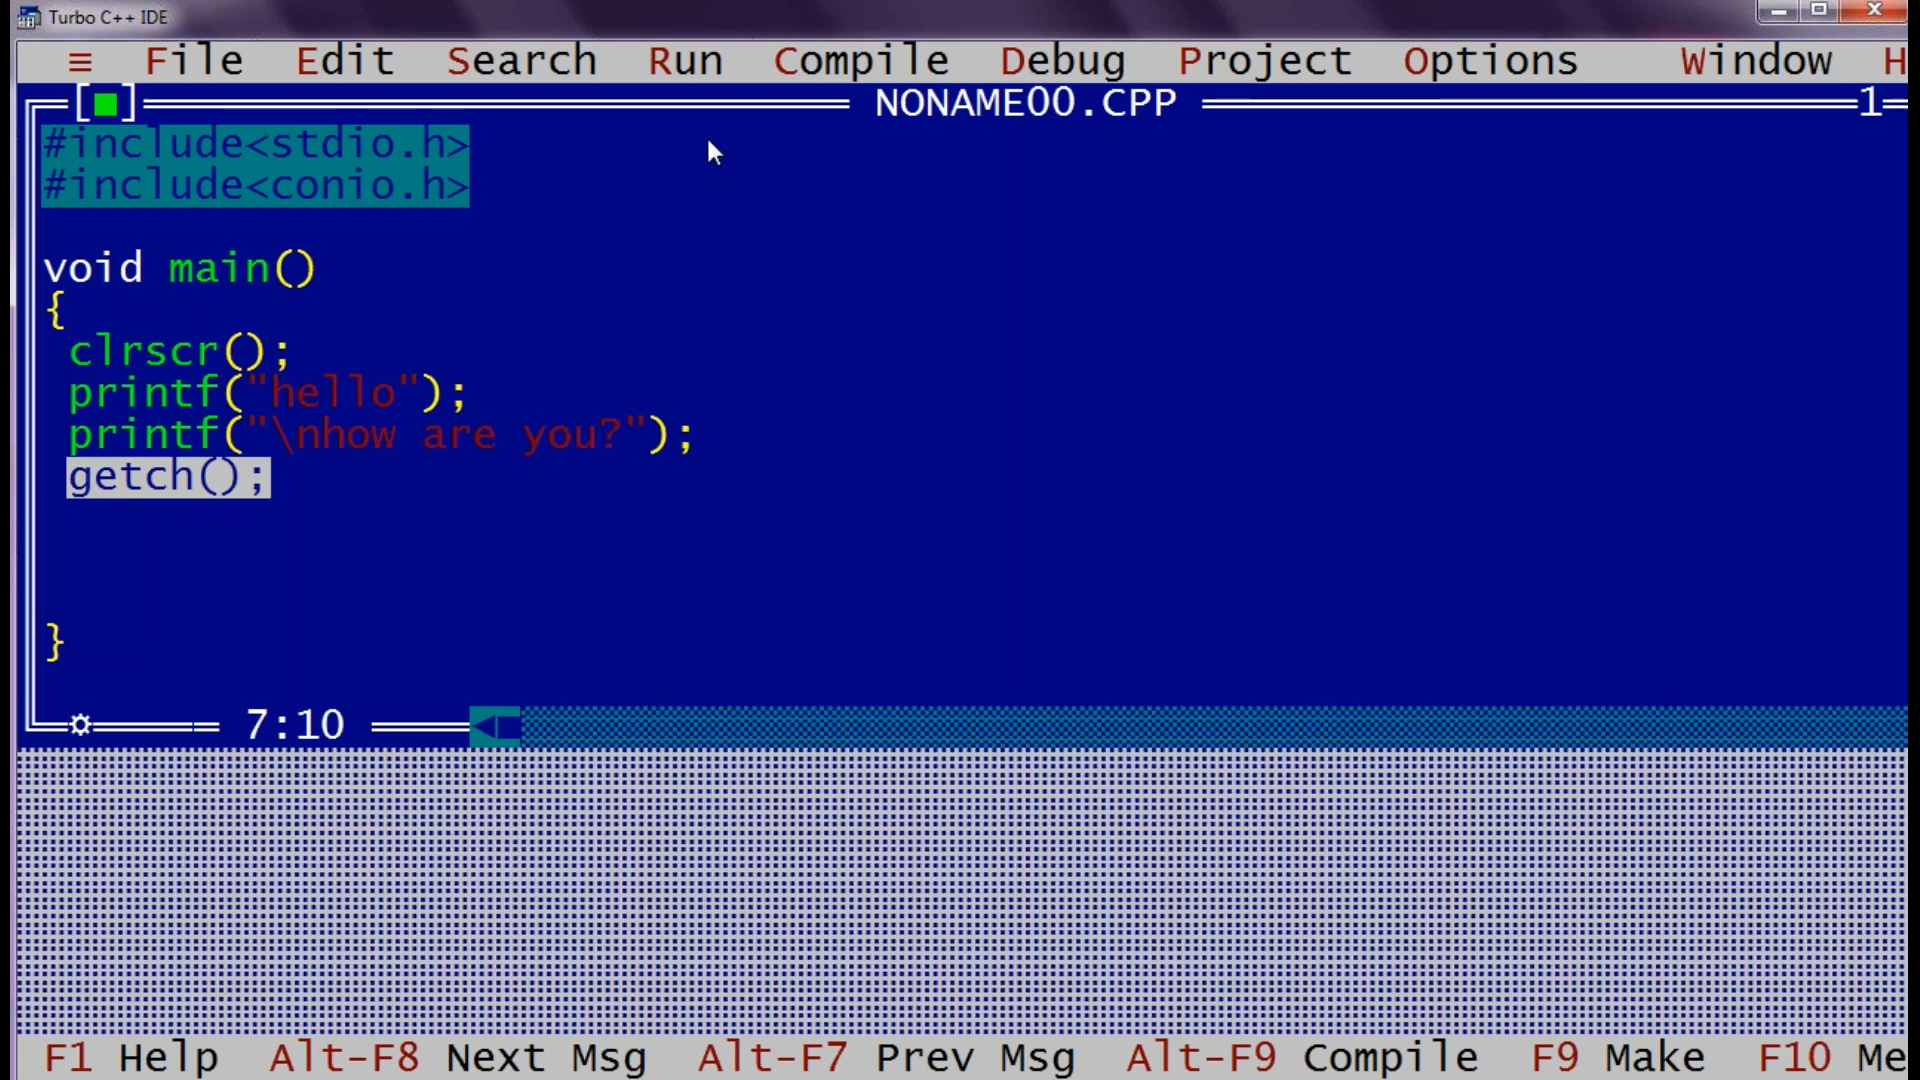 Turbo C++ IDE
≡ File Edit Search Run Compile Debug Project Options Window H
[■] NONAME00.CPP 1
#include<stdio.h>
#include<conio.h>
void main()
{
clrscr();
printf("hello");
printf("\nhow are you?");
getch();
}
7:10
F1 Help Alt-F8 Next Msg Alt-F7 Prev Msg Alt-F9 Compile F9 Make F10 Me